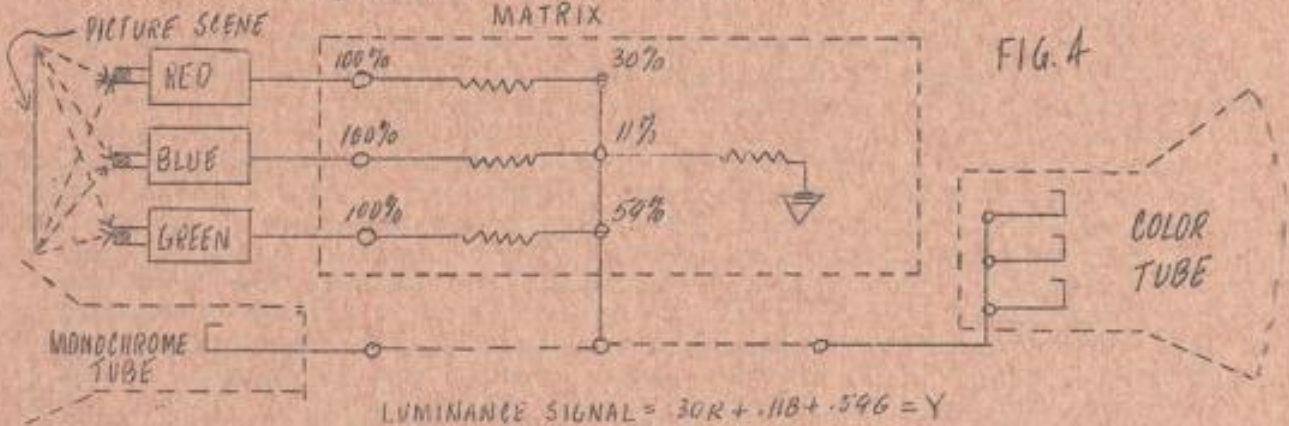 MATRIX
PICTURE SCENE
FIG. 4
RED
100%
30%
BLUE
100%
11%
GREEN
100%
59%
COLOR
TUBE
MONOCHROME
TUBE
LUMINANCE SIGNAL = .30R + .11B + .59G = Y